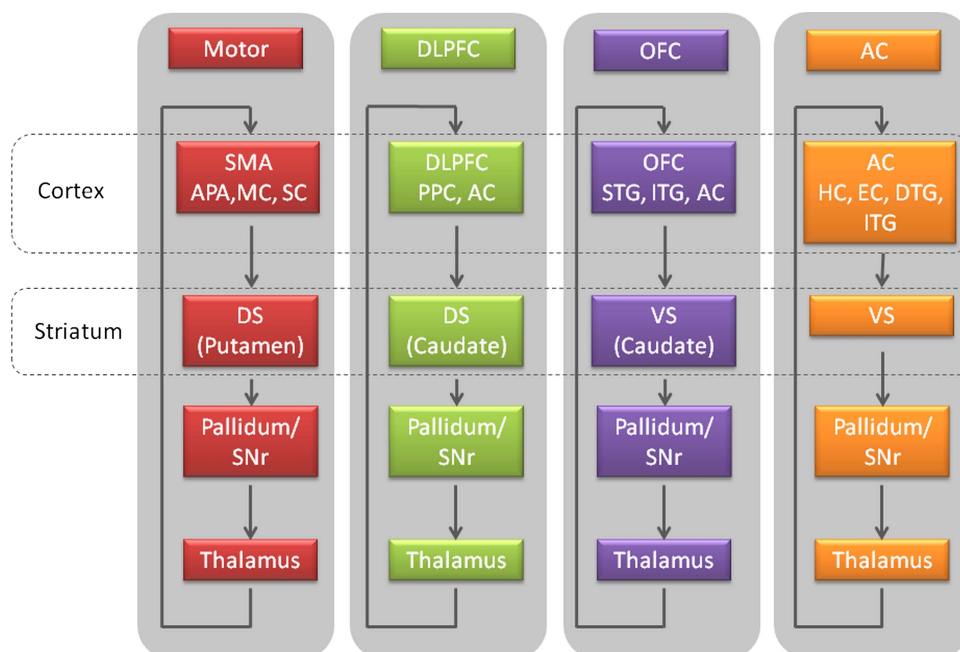 Motor
DLPFC
OFC
AC
Cortex
SMA
APA,MC, SC
DLPFC
PPC, AC
OFC
STG, ITG, AC
AC
HC, EC, DTG,
ITG
Striatum
DS
(Putamen)
DS
(Caudate)
VS
(Caudate)
VS
Pallidum/
SNr
Pallidum/
SNr
Pallidum/
SNr
Pallidum/
SNr
Thalamus
Thalamus
Thalamus
Thalamus